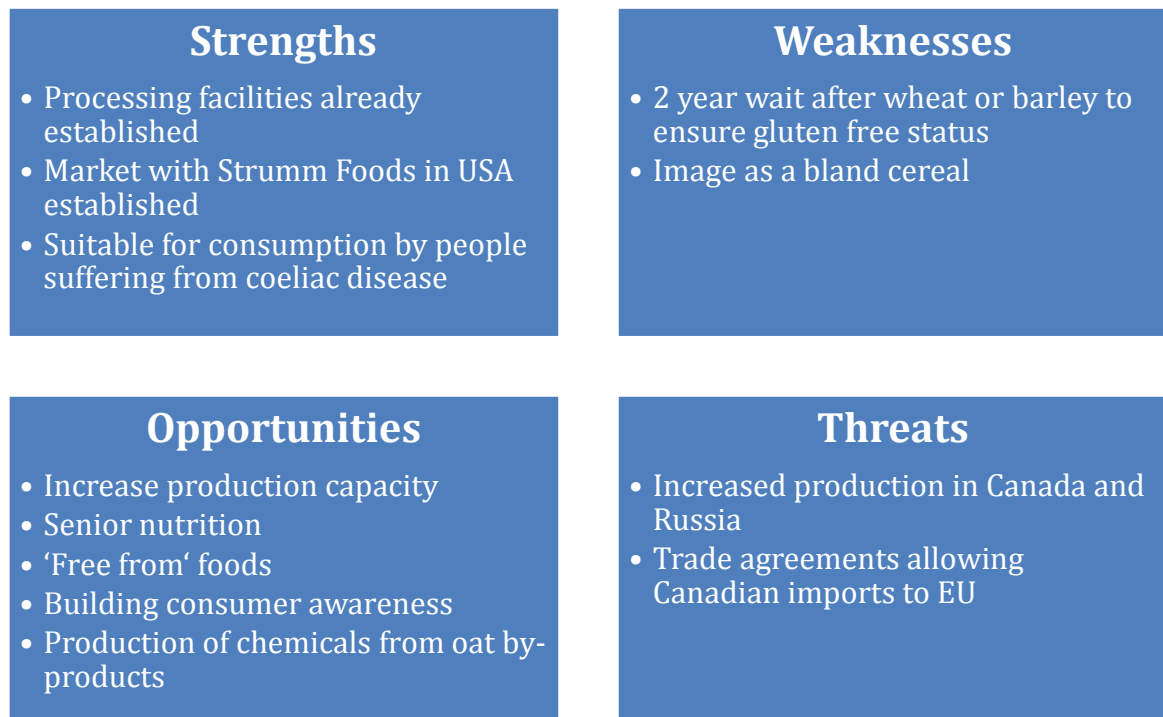 Strengths
• Processing facilities already
established
• Market with Strumm Foods in USA
established
• Suitable for consumption by people
suffering from coeliac disease
Weaknesses
• 2 year wait after wheat or barley to
ensure gluten free status
• Image as a bland cereal
Opportunities
• Increase production capacity
• Senior nutrition
• ‘Free from‘ foods
• Building consumer awareness
• Production of chemicals from oat by-
products
Threats
• Increased production in Canada and
Russia
• Trade agreements allowing
Canadian imports to EU